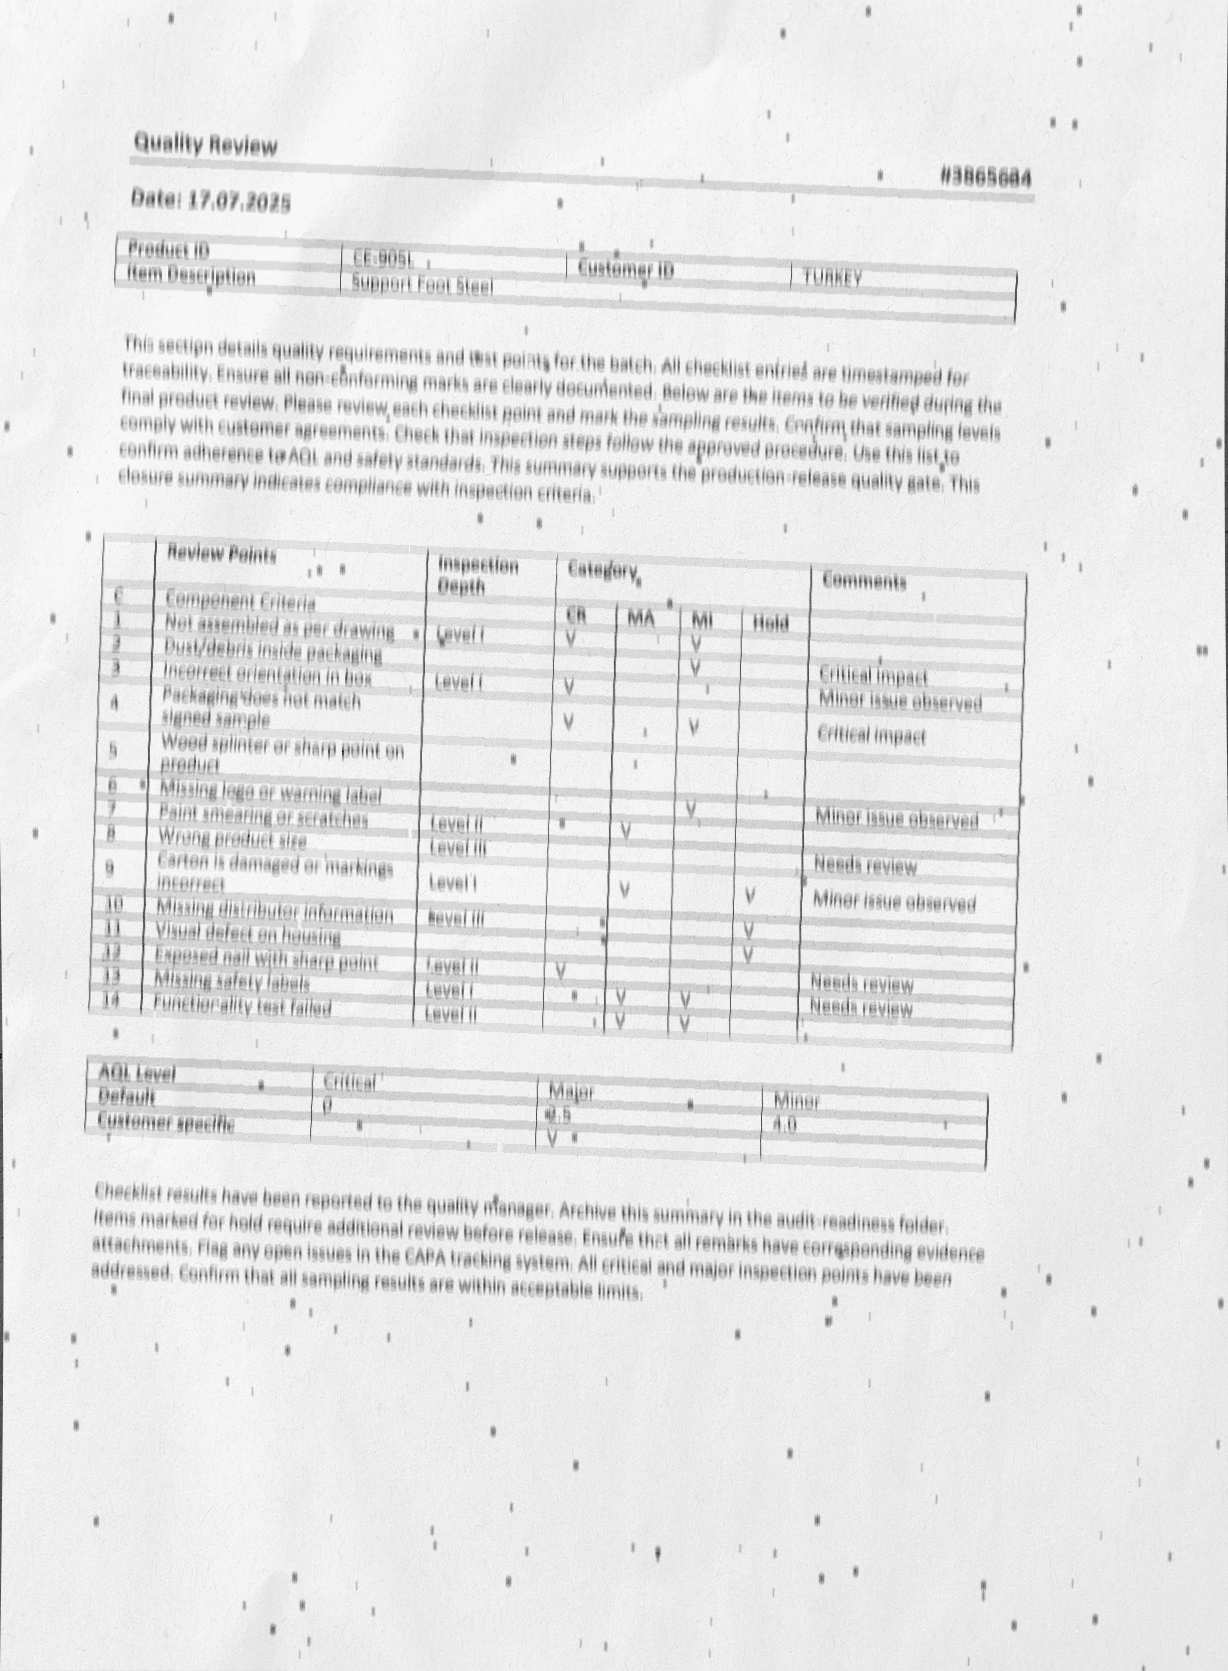 Quality Review
Date: 17.07.2025
Product ID CE-905L Customer ID TURKEY
Item Description Support Foot Steel
This section details quality requirements and test points for the batch. All checklist entries are timestamped for
traceability. Ensure all non-conforming marks are clearly documented. Below are the items to be verified during the
final product review. Please review each checklist point and mark the sampling results. Confirm that sampling levels
comply with customer agreements. Check that inspection steps follow the approved procedure. Use this list to
confirm adherence to AQL and safety standards. This summary supports the production-release quality gate. This
closure summary indicates compliance with inspection criteria.
Review Points Inspection Depth Category Comments
C Component Criteria CR MA MI Hold
1 Not assembled as per drawing Level I V V
2 Dust/debris inside packaging V Critical impact
3 Incorrect orientation in box Level I V Minor issue observed
4 Packaging does not match
signed sample V V Critical impact
5 Wood splinter or sharp point on
product
6 Missing logo or warning label V Minor issue observed
7 Paint smearing or scratches Level II V
8 Wrong product size Level III Needs review
9 Carton is damaged or markings
incorrect Level I V V Minor issue observed
10 Missing distributor information Level III V
11 Visual defect on housing V
12 Exposed nail with sharp point Level II V Needs review
13 Missing safety labels Level I V V Needs review
14 Functionality test failed Level II V V
AQL Level Critical Major Minor
Default 0 2.5 4.0
Customer specific V
Checklist results have been reported to the quality manager. Archive this summary in the audit-readiness folder.
Items marked for hold require additional review before release. Ensure that all remarks have corresponding evidence
attachments. Flag any open issues in the CAPA tracking system. All critical and major inspection points have been
addressed. Confirm that all sampling results are within acceptable limits.